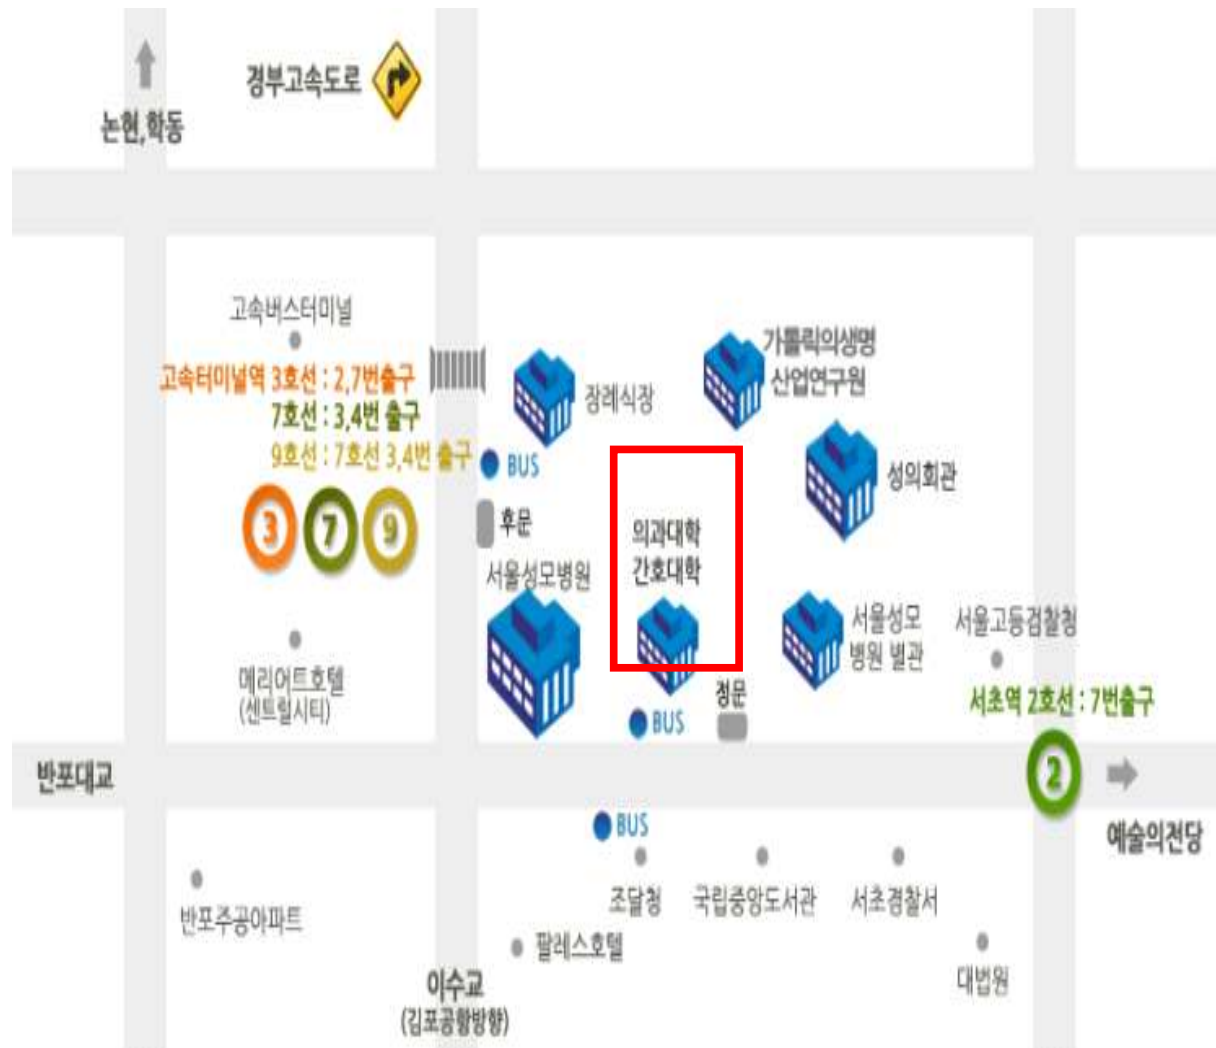 경부고속도로
논현,학동
고속버스터미널
고속터미널역 3호선 : 2,7번출구
7호선 : 3,4번 출구
9호선 : 7호선 3,4번 출구
3 7 9
BUS
후문
장례식장
가톨릭의생명
산업연구원
성의회관
의과대학
간호대학
서울성모병원
서울성모
병원 별관
서울고등검찰청
메리어트호텔
(센트럴시티)
정문
BUS
서초역 2호선 : 7번출구
2
반포대교
예술의전당
BUS
조달청
국립중앙도서관
서초경찰서
반포주공아파트
팔레스호텔
대법원
이수교
(김포공항방향)